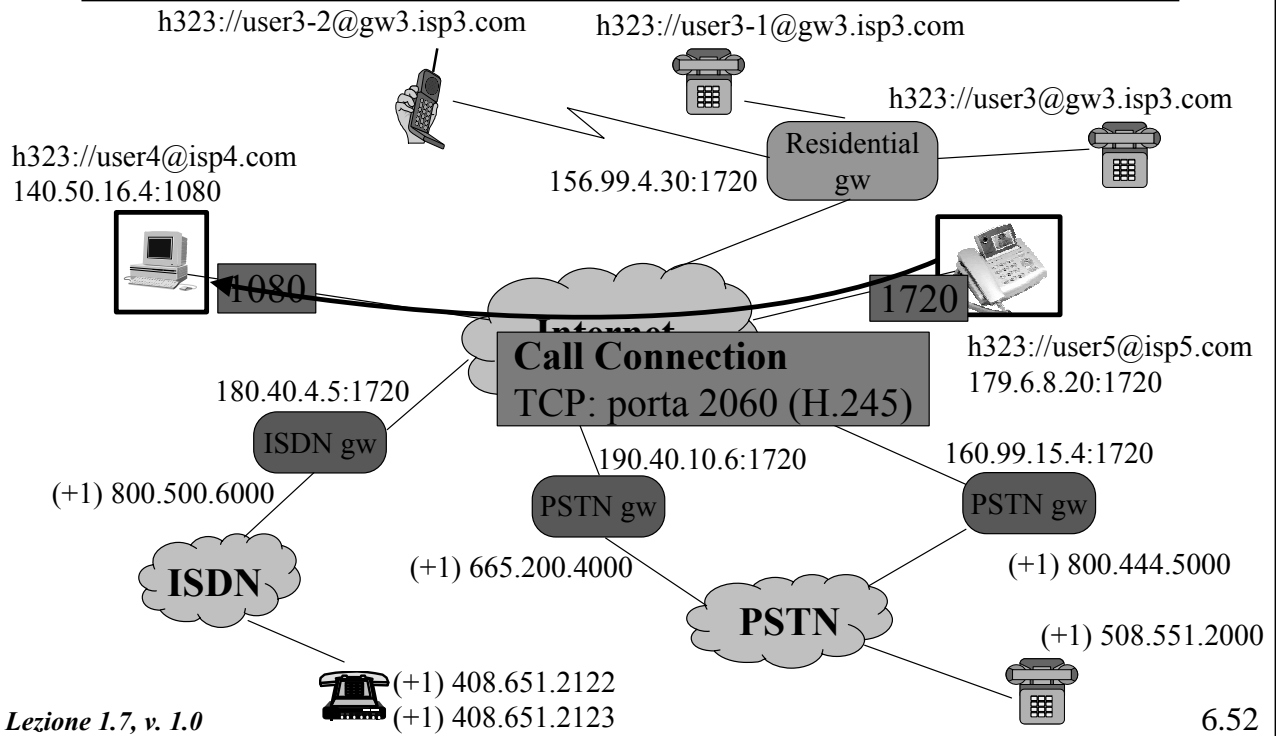 h323://user3-2@gw3.isp3.com
h323://user3-1@gw3.isp3.com
h323://user3@gw3.isp3.com
Residential
gw
156.99.4.30:1720
h323://user4@isp4.com
140.50.16.4:1080
1080
1720
Internet
Call Connection
TCP: porta 2060 (H.245)
h323://user5@isp5.com
179.6.8.20:1720
180.40.4.5:1720
ISDN gw
(+1) 800.500.6000
190.40.10.6:1720
PSTN gw
(+1) 665.200.4000
160.99.15.4:1720
PSTN gw
(+1) 800.444.5000
ISDN
PSTN
(+1) 508.551.2000
(+1) 408.651.2122
(+1) 408.651.2123
Lezione 1.7, v. 1.0
6.52